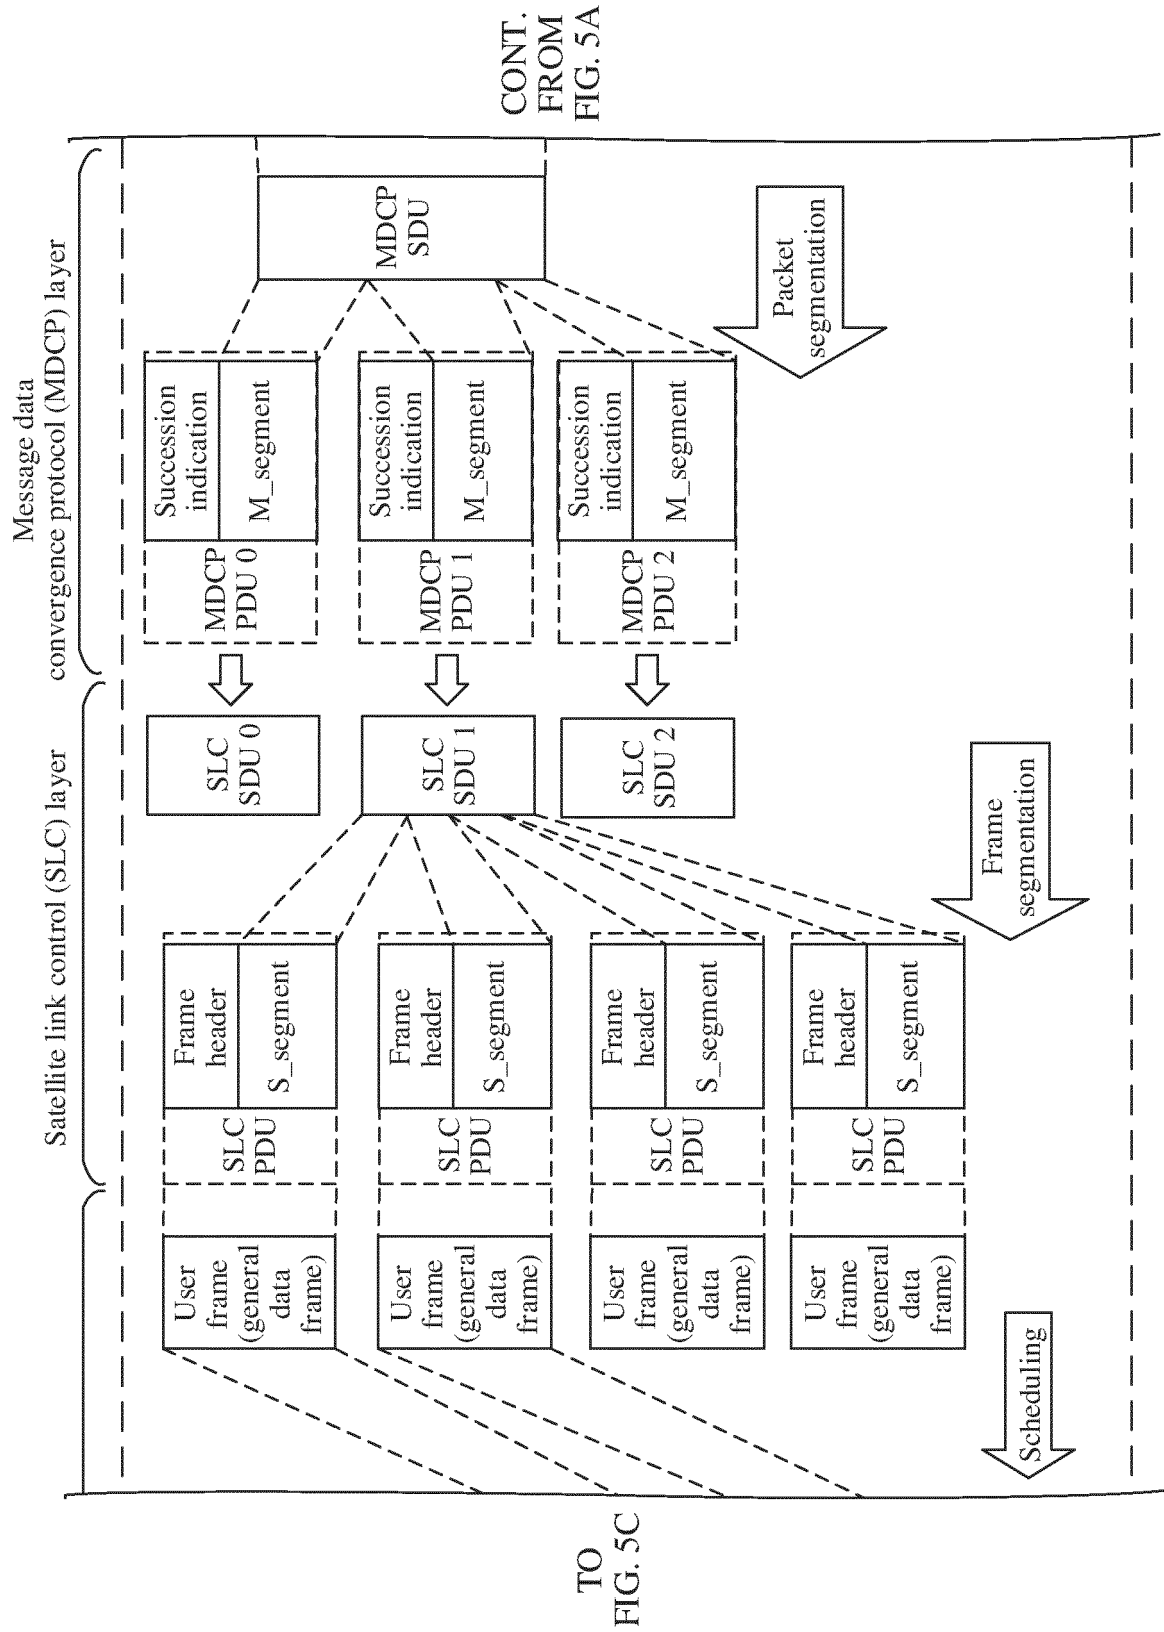 CONT.
FROM
FIG. 5A
Message data
convergence protocol (MDCP) layer
MDCP
SDU
Packet
segmentation
Succession
indication
M_segment
MDCP
PDU 0
Succession
indication
M_segment
MDCP
PDU 1
Succession
indication
M_segment
MDCP
PDU 2
Satellite link control (SLC) layer
SLC
SDU 0
SLC
SDU 1
SLC
SDU 2
Frame
segmentation
Frame
header
S_segment
SLC
PDU
Frame
header
S_segment
SLC
PDU
Frame
header
S_segment
SLC
PDU
Frame
header
S_segment
SLC
PDU
User
frame
(general
data
frame)
User
frame
(general
data
frame)
User
frame
(general
data
frame)
User
frame
(general
data
frame)
Scheduling
TO
FIG. 5C